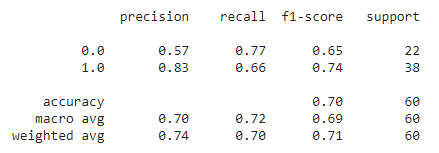 precision recall f1-score support
0.0 0.57 0.77 0.65 22
1.0 0.83 0.66 0.74 38
accuracy 0.70 60
macro avg 0.70 0.72 0.69 60
weighted avg 0.74 0.70 0.71 60